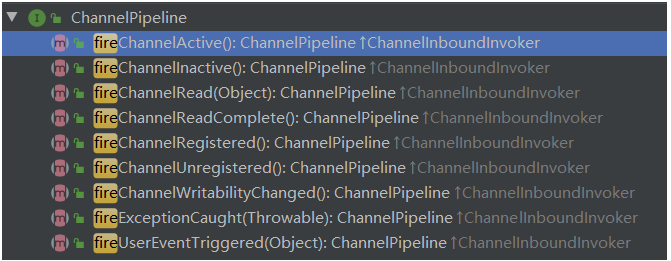 ChannelPipeline
fireChannelActive(): ChannelPipeline ↑ChannelInboundInvoker
fireChannelInactive(): ChannelPipeline ↑ChannelInboundInvoker
fireChannelRead(Object): ChannelPipeline ↑ChannelInboundInvoker
fireChannelReadComplete(): ChannelPipeline ↑ChannelInboundInvoker
fireChannelRegistered(): ChannelPipeline ↑ChannelInboundInvoker
fireChannelUnregistered(): ChannelPipeline ↑ChannelInboundInvoker
fireChannelWritabilityChanged(): ChannelPipeline ↑ChannelInboundInvoker
fireExceptionCaught(Throwable): ChannelPipeline ↑ChannelInboundInvoker
fireUserEventTriggered(Object): ChannelPipeline ↑ChannelInboundInvoker